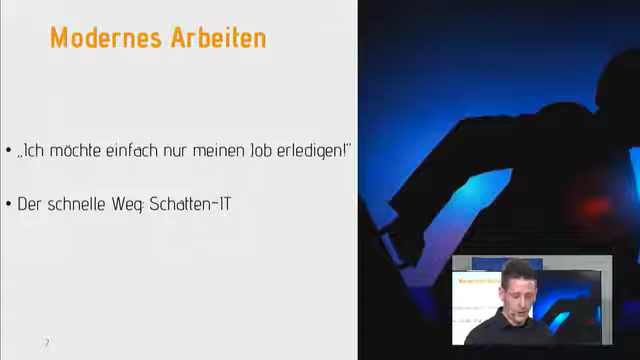 Modernes Arbeiten
• „Ich möchte einfach nur meinen Job erledigen!“
• Der schnelle Weg: Schatten-IT
7